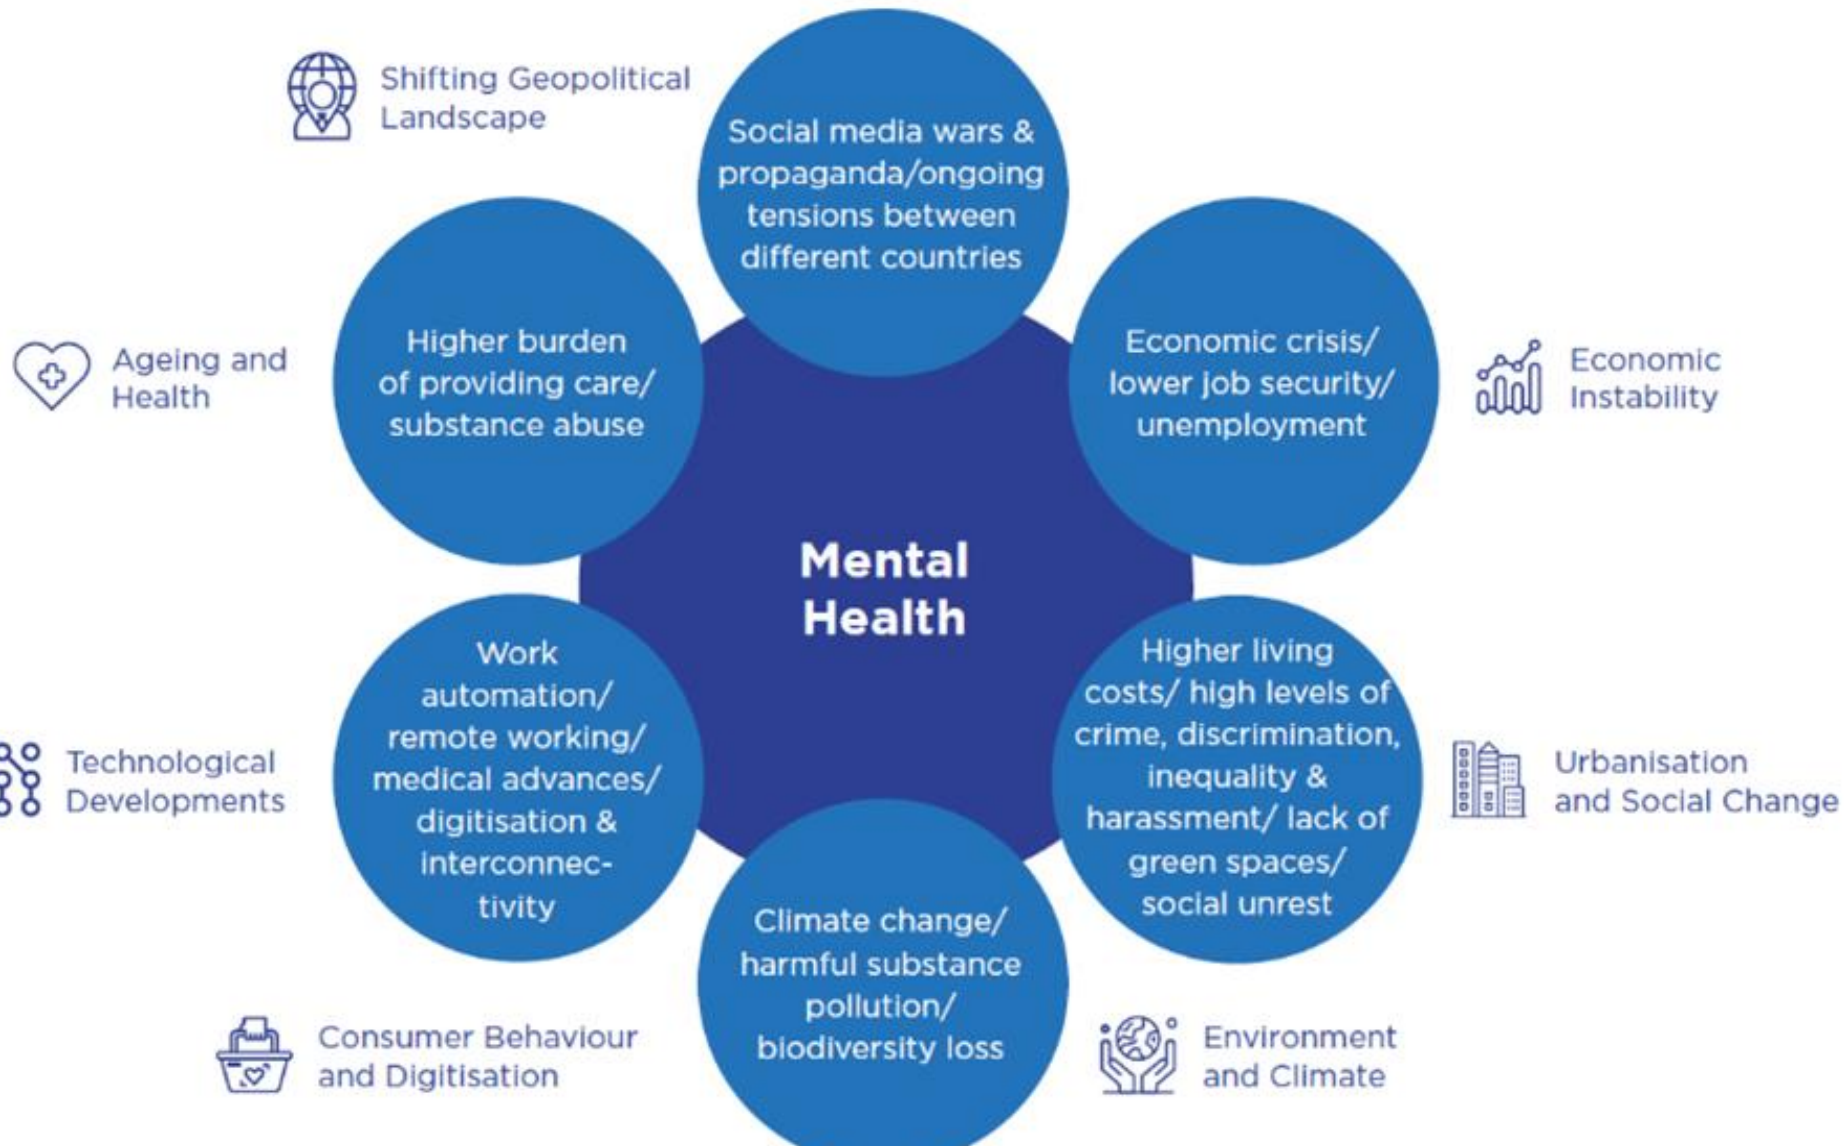 Shifting Geopolitical
Landscape
Social media wars &
propaganda/ongoing
tensions between
different countries
Higher burden
of providing care/
substance abuse
Ageing and
Health
Economic crisis/
lower job security/
unemployment
Economic
Instability
Mental
Health
Work
automation/
remote working/
medical advances/
digitisation &
interconnec-
tivity
Technological
Developments
Higher living
costs/ high levels of
crime, discrimination,
inequality &
harassment/ lack of
green spaces/
social unrest
Urbanisation
and Social Change
Climate change/
harmful substance
pollution/
biodiversity loss
Consumer Behaviour
and Digitisation
Environment
and Climate